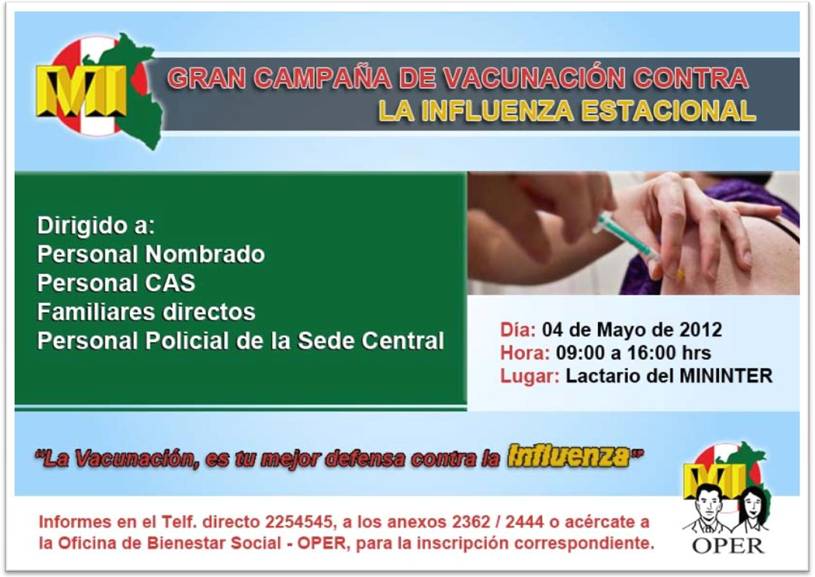 MI
GRAN CAMPAÑA DE VACUNACIÓN CONTRA
LA INFLUENZA ESTACIONAL
Dirigido a:
Personal Nombrado
Personal CAS
Familiares directos
Personal Policial de la Sede Central
Día: 04 de Mayo de 2012
Hora: 09:00 a 16:00 hrs
Lugar: Lactario del MININTER
"La Vacunación, es tu mejor defensa contra la Influenza"
MI
OPER
Informes en el Telf. directo 2254545, a los anexos 2362 / 2444 o acércate a
la Oficina de Bienestar Social - OPER, para la inscripción correspondiente.